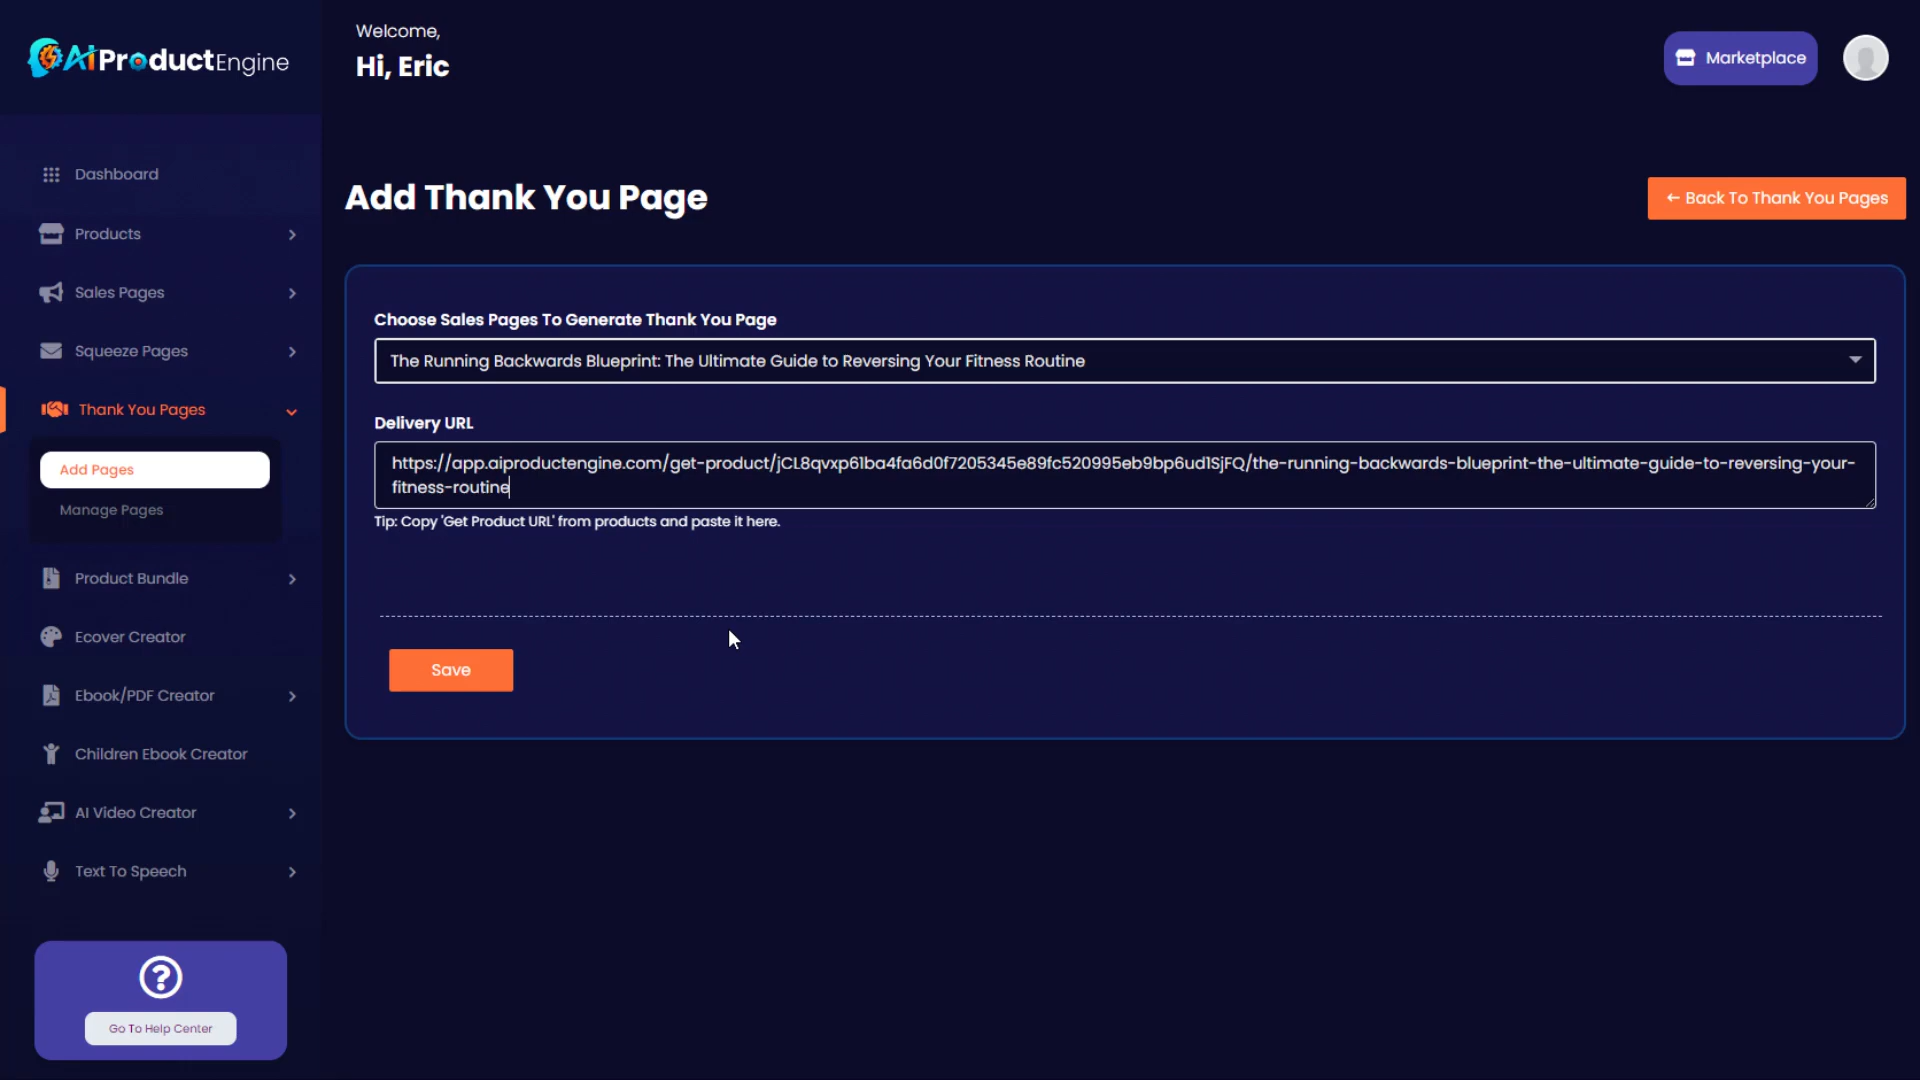 AiProductEngine
Welcome,
Hi, Eric
Marketplace
Dashboard
Products
Sales Pages
Squeeze Pages
Thank You Pages
Add Pages
Manage Pages
Product Bundle
Ecover Creator
Ebook/PDF Creator
Children Ebook Creator
AI Video Creator
Text To Speech
Go To Help Center
Add Thank You Page
← Back To Thank You Pages
Choose Sales Pages To Generate Thank You Page
The Running Backwards Blueprint: The Ultimate Guide to Reversing Your Fitness Routine
Delivery URL
https://app.aiproductengine.com/get-product/jCL8qvxp61ba4fa6d0f7205345e89fc520995eb9bp6ud1SjFQ/the-running-backwards-blueprint-the-ultimate-guide-to-reversing-your-
fitness-routine
Tip: Copy 'Get Product URL' from products and paste it here.
Save